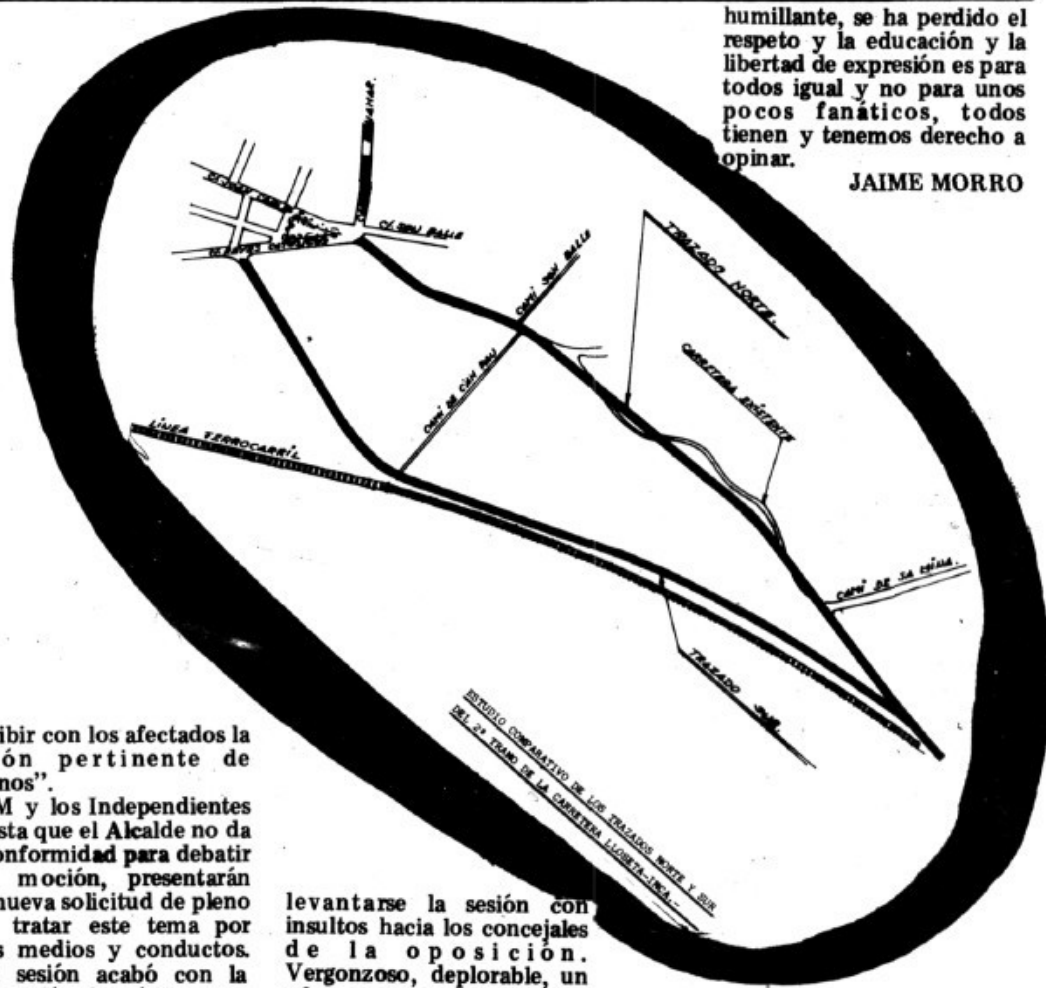 humillante, se ha perdido el
respeto y la educación y la
libertad de expresión es para
todos igual y no para unos
pocos fanáticos, todos
tienen y tenemos derecho a
opinar.
JAIME MORRO
C/. SON BALLE
CAMÍ SON BALLE
CAMÍ DE C'AN PAU
TRAZADO NORTE.
CARRETERA EXISTENTE
LÍNEA FERROCARRIL
CAMÍ DE SA MINA.
TRAZADO SUR.
ESTUDIO COMPARATIVO DE LOS TRAZADOS NORTE Y SUR
DEL 2º TRAMO DE LA CARRETERA LLOSETA-INCA.-
ibir con los afectados la
ón pertinente de
nos".
M y los Independientes
sta que el Alcalde no da
onformidad para debatir
moción, presentarán
nueva solicitud de pleno
tratar este tema por
s medios y conductos.
sesión acabó con la
levantarse la sesión con
insultos hacia los concejales
de la oposición.
Vergonzoso, deplorable, un